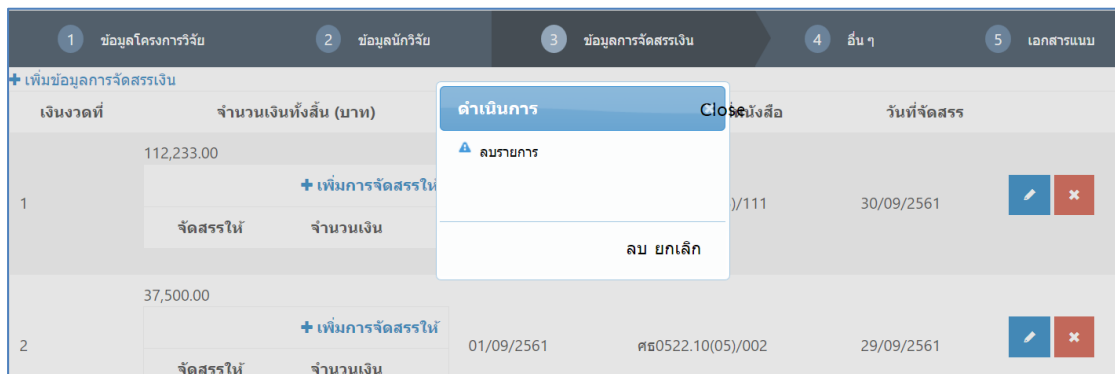 1 ข้อมูลโครงการวิจัย 2 ข้อมูลนักวิจัย 3 ข้อมูลการจัดสรรเงิน 4 อื่น ๆ 5 เอกสารแนบ
+ เพิ่มข้อมูลการจัดสรรเงิน
เงินงวดที่ จำนวนเงินทั้งสิ้น (บาท) วันที่จัดสรร
ดำเนินการ Close
ลบรายการ
ลบ ยกเลิก
112,233.00
+ เพิ่มการจัดสรรให้
1 )/111 30/09/2561
จัดสรรให้ จำนวนเงิน
37,500.00
+ เพิ่มการจัดสรรให้
2 01/09/2561 ศธ0522.10(05)/002 29/09/2561
จัดสรรให้ จำนวนเงิน